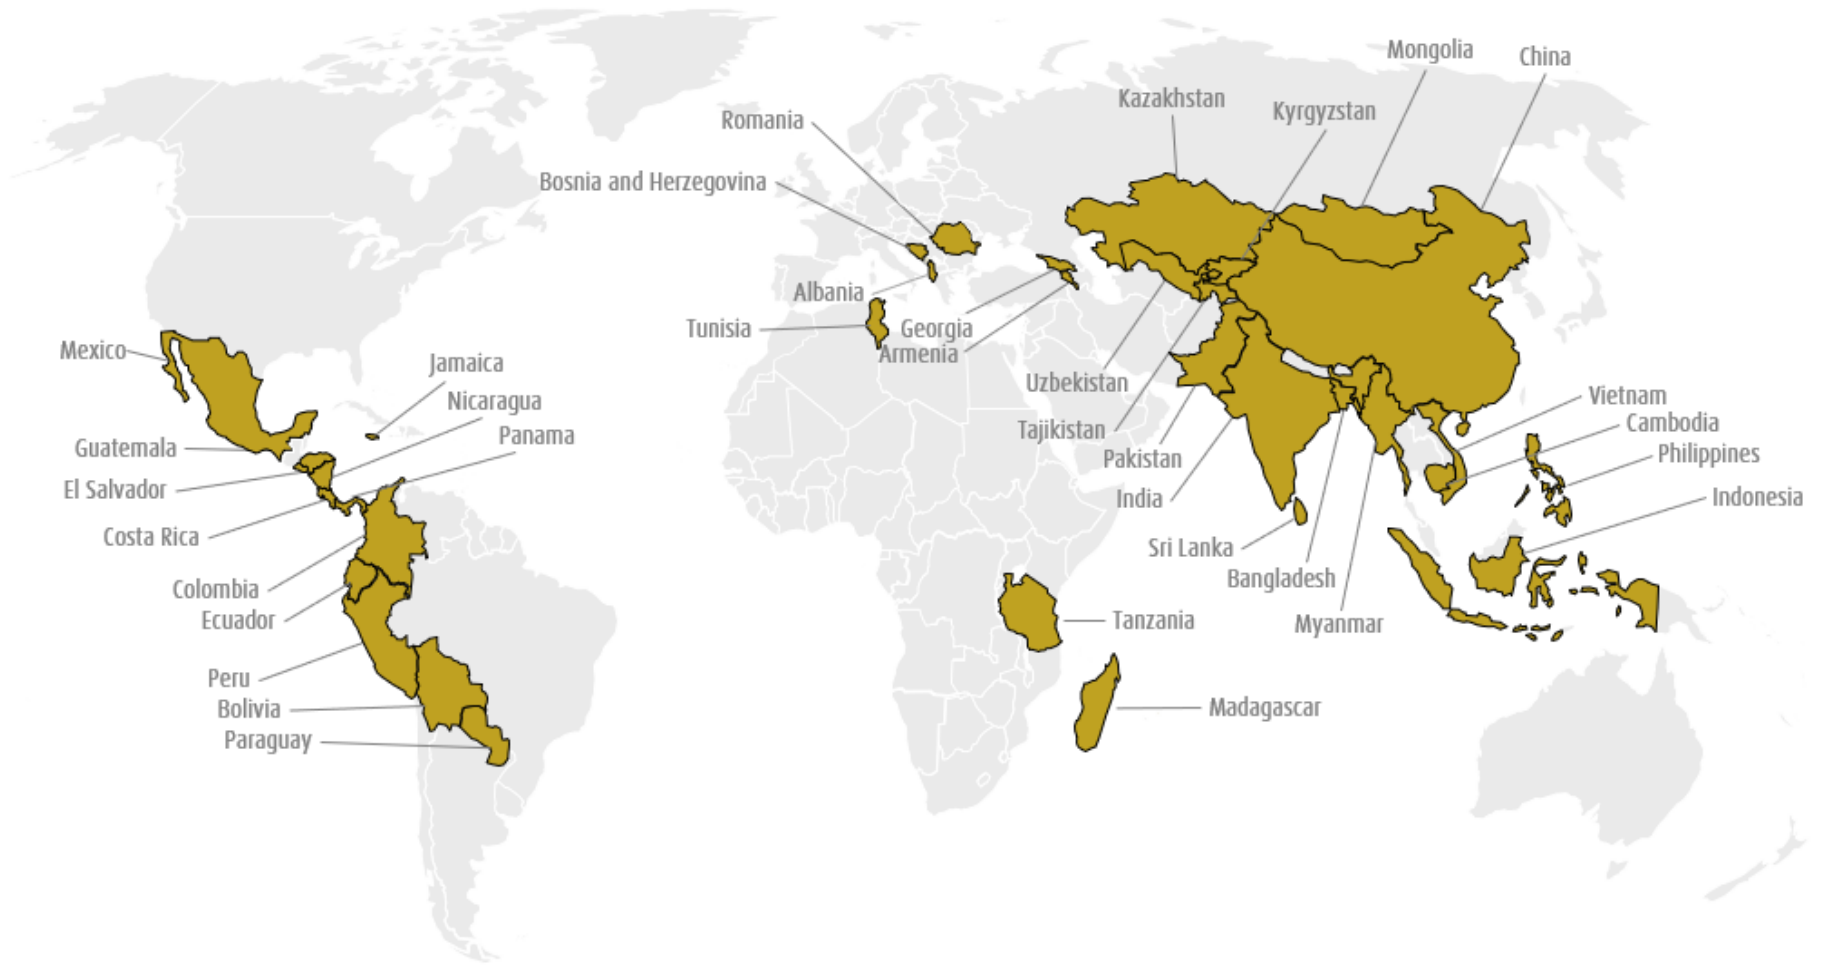 Mongolia
China
Kazakhstan
Kyrgyzstan
Romania
Bosnia and Herzegovina
Albania
Tunisia
Georgia
Armenia
Mexico
Jamaica
Uzbekistan
Nicaragua
Vietnam
Cambodia
Tajikistan
Panama
Guatemala
Philippines
Pakistan
El Salvador
India
Indonesia
Costa Rica
Sri Lanka
Bangladesh
Colombia
Ecuador
Tanzania
Myanmar
Peru
Bolivia
Madagascar
Paraguay